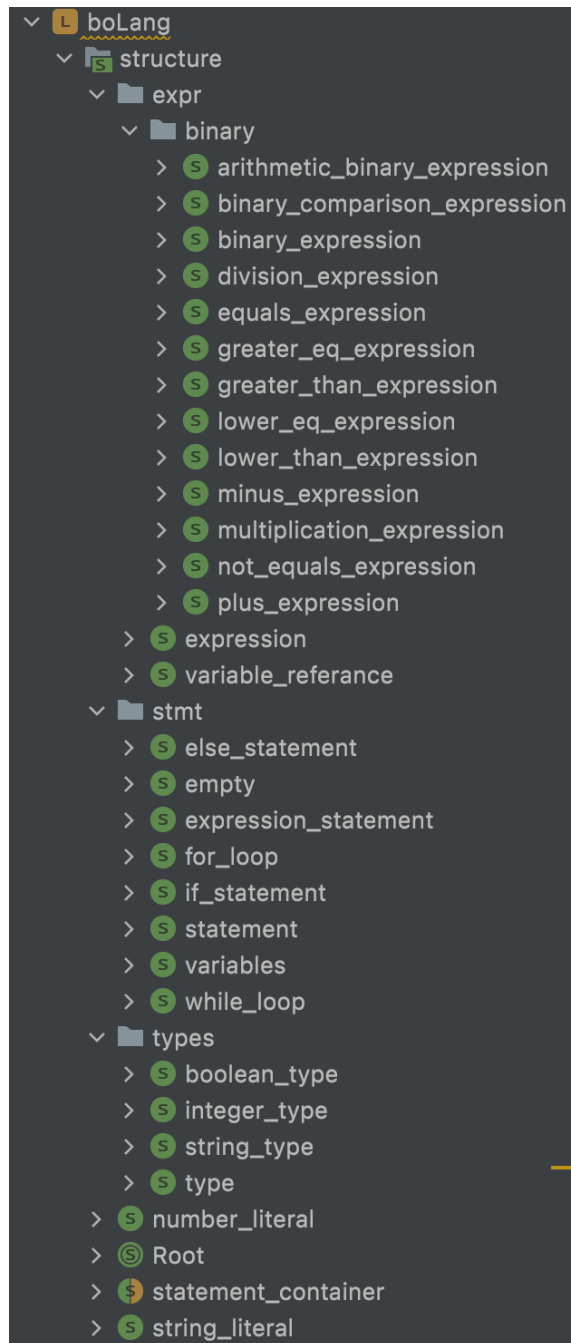 L boLang
S structure
expr
binary
S arithmetic_binary_expression
S binary_comparison_expression
S binary_expression
S division_expression
S equals_expression
S greater_eq_expression
S greater_than_expression
S lower_eq_expression
S lower_than_expression
S minus_expression
S multiplication_expression
S not_equals_expression
S plus_expression
S expression
S variable_referance
stmt
S else_statement
S empty
S expression_statement
S for_loop
S if_statement
S statement
S variables
S while_loop
types
S boolean_type
S integer_type
S string_type
S type
S number_literal
S Root
S statement_container
S string_literal